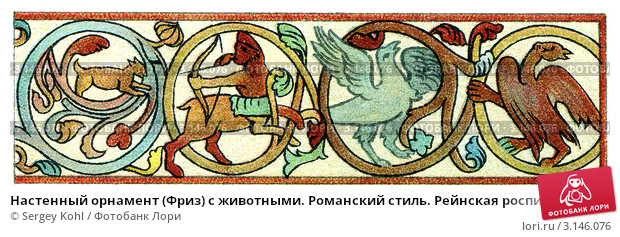 Настенный орнамент (Фриз) с животными. Романский стиль. Рейнская роспи
© Sergey Kohl / Фотобанк Лори
ФОТОБАНК ЛОРИ
lori.ru/3.146.076